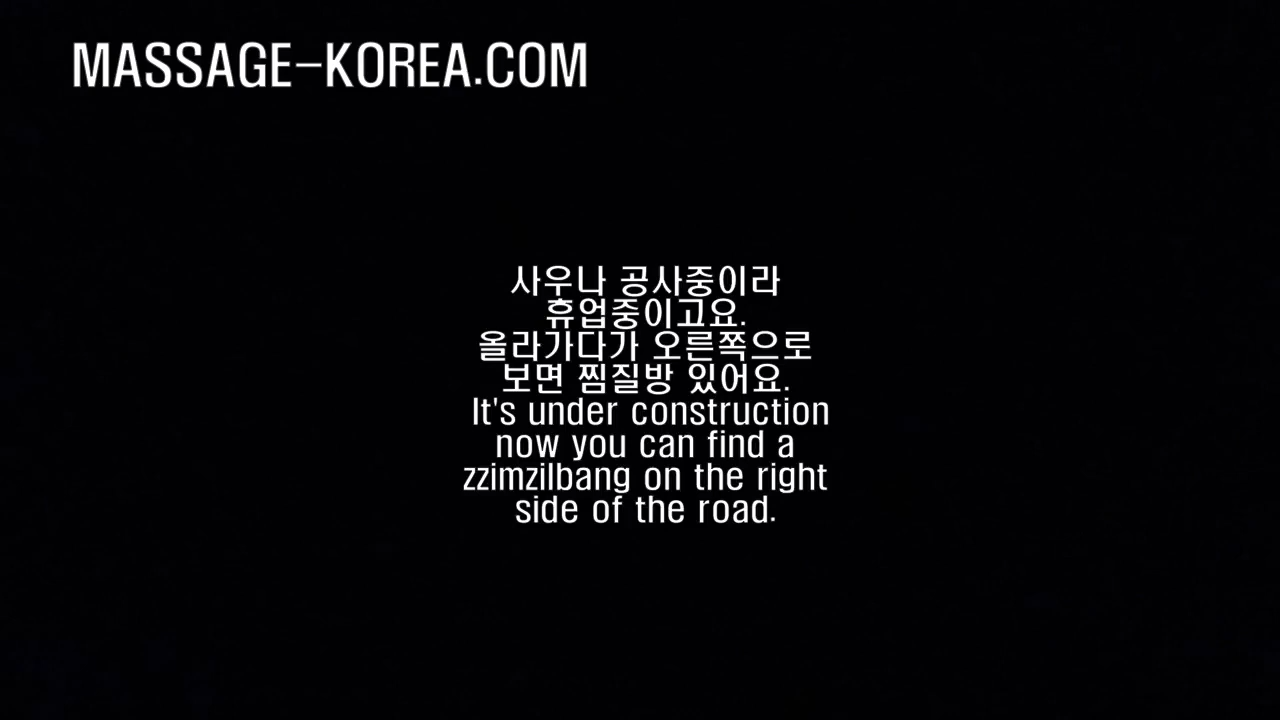 MASSAGE-KOREA.COM
사우나 공사중이라
휴업중이고요.
올라가다가 오른쪽으로
보면 찜질방 있어요.
It's under construction
now you can find a
zzimzilbang on the right
side of the road.